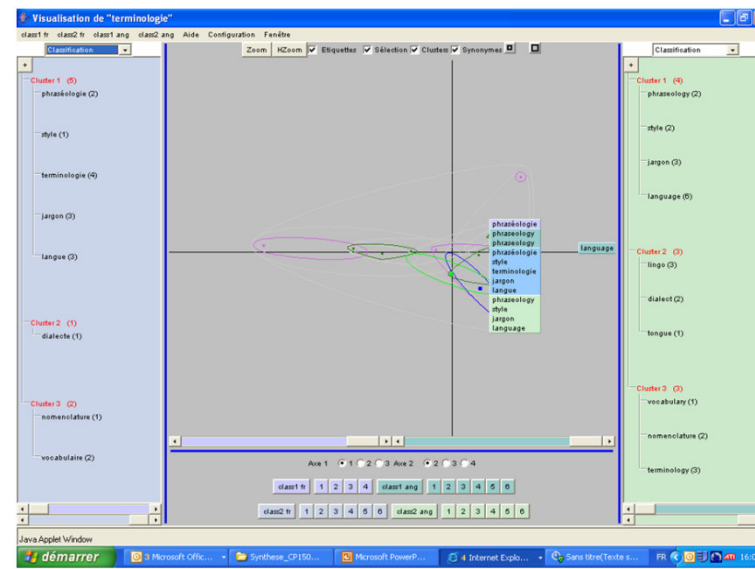 Visualisation de "terminologie"
class1 fr class2 fr class1 ang class2 ang Aide Configuration Fenêtre
Classification
Zoom HZoom Etiquettes Sélection Clusters Synonymes
Classification
+
Cluster 1 (5)
phraséologie (2)
style (1)
terminologie (4)
jargon (3)
langue (3)
Cluster 2 (1)
dialecte (1)
Cluster 3 (2)
nomenclature (1)
vocabulaire (2)
phraséologie
phraseology
phraseology
phraséologie
style
terminologie
jargon
langue
phraseology
style
jargon
language
language
+
Cluster 1 (4)
phraseology (2)
style (2)
jargon (3)
language (6)
Cluster 2 (3)
lingo (3)
dialect (2)
tongue (1)
Cluster 3 (3)
vocabulary (1)
nomenclature (2)
terminology (3)
Axe 1 1 2 3 Axe 2 2 3 4
class1 fr 1 2 3 4 class1 ang 1 2 3 4 5 6
class2 fr 1 2 3 4 5 6 class2 ang 1 2 3 4 5 6
Java Applet Window
démarrer 3 Microsoft Offic... Synthese_CP150... Microsoft PowerP... 4 Internet Explo... Sans titre(Texte s... FR 16:0